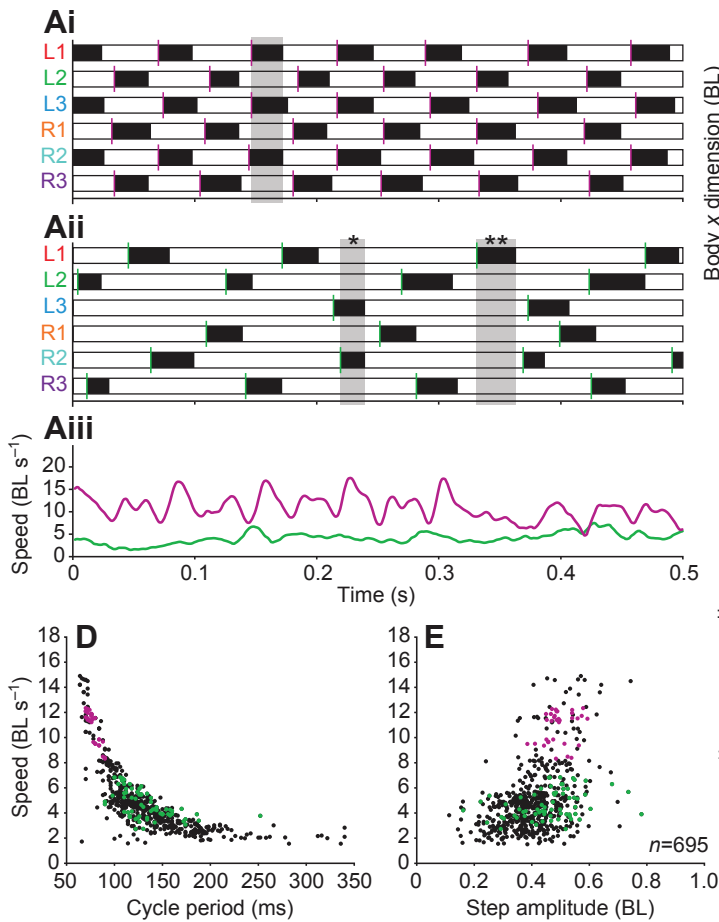 Ai
L1
L2
L3
R1
R2
R3
Body x dimension (BL)
Aii
* **
L1
L2
L3
R1
R2
R3
Aiii
Speed (BL s⁻¹)
20
15
10
5
0
0 0.1 0.2 0.3 0.4 0.5
Time (s)
D E
Speed (BL s⁻¹)
18 18
16 16
14 14
12 12
10 10
8 8
6 6
4 4
2 2
0 0
n=695
50 100 150 200 250 300 350 0 0.2 0.4 0.6 0.8 1.0
Cycle period (ms) Step amplitude (BL)